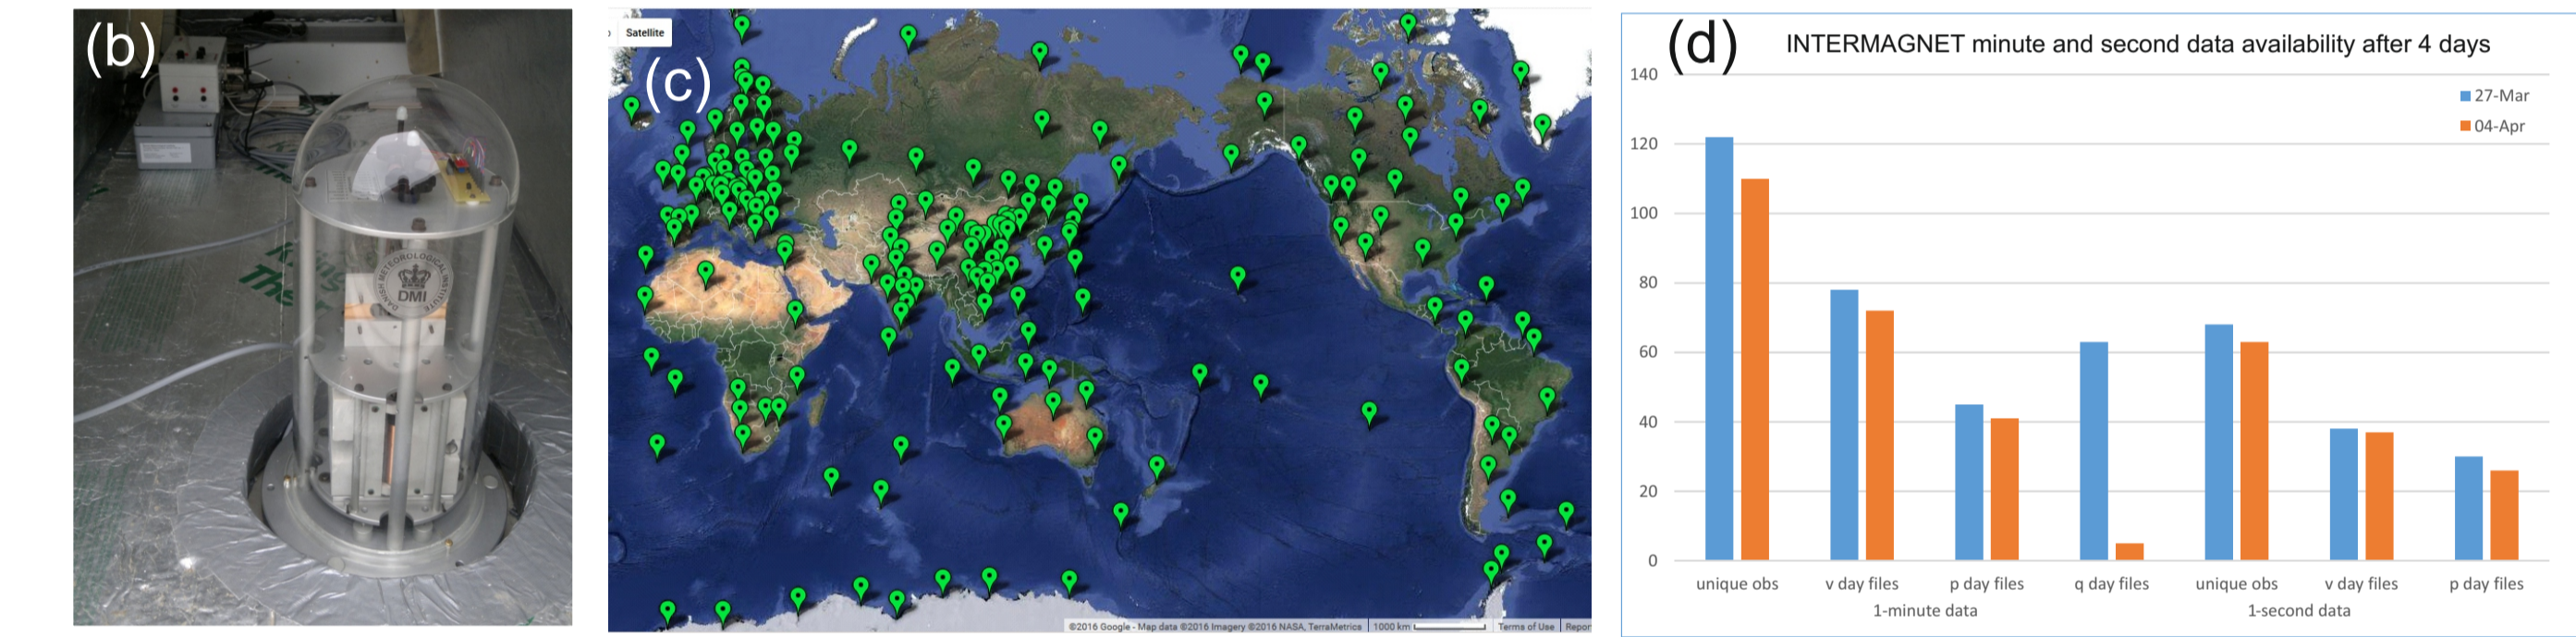 (b)
DANISH METEOROLOGICAL INSTITUTE
DMI
Satellite
(c)
©2016 Google - Map data ©2016 Imagery ©2016 NASA, TerraMetrics
1000 km
Terms of Use
Repor
(d)
INTERMAGNET minute and second data availability after 4 days
140
120
100
80
60
40
20
0
27-Mar
04-Apr
unique obs
v day files
p day files
q day files
unique obs
v day files
p day files
1-minute data
1-second data